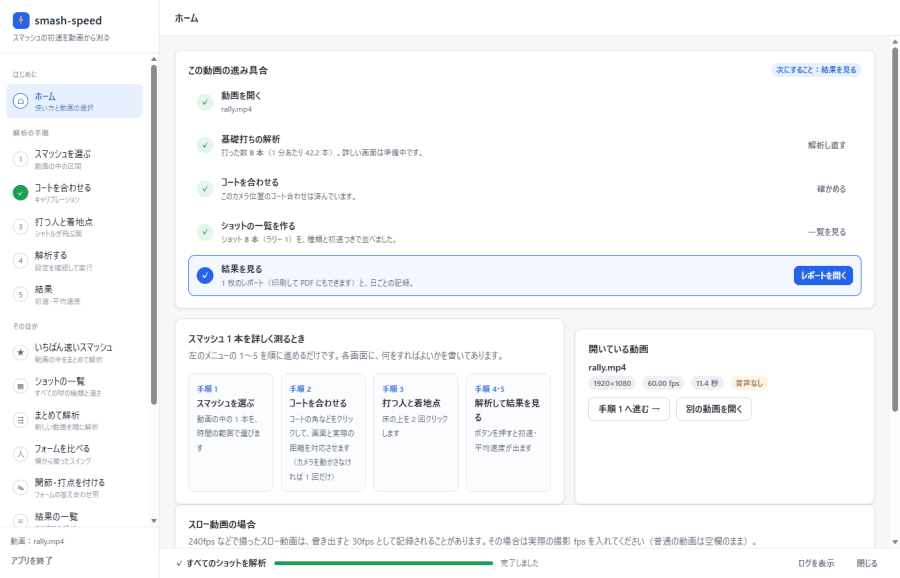 smash-speed
スマッシュの初速を動画から測る
はじめに
ホーム
使い方と動画の選択
解析の手順
1
スマッシュを選ぶ
動画の中の区間
コートを合わせる
キャリブレーション
3
打つ人と着地点
シャトルが飛ぶ面
4
解析する
設定を確認して実行
5
結果
初速・平均速度
そのほか
いちばん速いスマッシュ
動画の中をまとめて解析
ショットの一覧
すべての球の種類と速さ
まとめて解析
新しい動画を順に解析
フォームを比べる
横から撮ったスイング
関節・打点を付ける
フォームの答え合わせ用
結果の一覧
動画：rally.mp4
アプリを終了
ホーム
この動画の進み具合
次にすること：結果を見る
動画を開く
rally.mp4
基礎打ちの解析
打った数 8 本（1 分あたり 42.2 本）。詳しい画面は準備中です。
解析し直す
コートを合わせる
このカメラ位置のコート合わせは済んでいます。
確かめる
ショットの一覧を作る
ショット 8 本（ラリー 1）を、種類と初速つきで並べました。
一覧を見る
結果を見る
1 枚のレポート（印刷して PDF にもできます）と、日ごとの記録。
レポートを開く
スマッシュ 1 本を詳しく測るとき
左のメニューの 1〜5 を順に進めるだけです。各画面に、何をすればよいかを書いてあります。
手順 1
スマッシュを選ぶ
動画の中の 1 本を、
時間の範囲で選びま
す
手順 2
コートを合わせる
コートの角などをクリッ
クして、画面と実際の
距離を対応させます
（カメラを動かさなけ
れば 1 回だけ）
手順 3
打つ人と着地点
床の上を 2 回クリック
します
手順 4・5
解析して結果を見
る
ボタンを押すと初速・
平均速度が出ます
開いている動画
rally.mp4
1920×1080
60.00 fps
11.4 秒
音声なし
手順 1 へ進む →
別の動画を開く
スロー動画の場合
240fps などで撮ったスロー動画は、書き出すと 30fps として記録されることがあります。その場合は実際の撮影 fps を入れてください（普通の動画は空欄のまま）。
✓ すべてのショットを解析
完了しました
ログを表示
閉じる